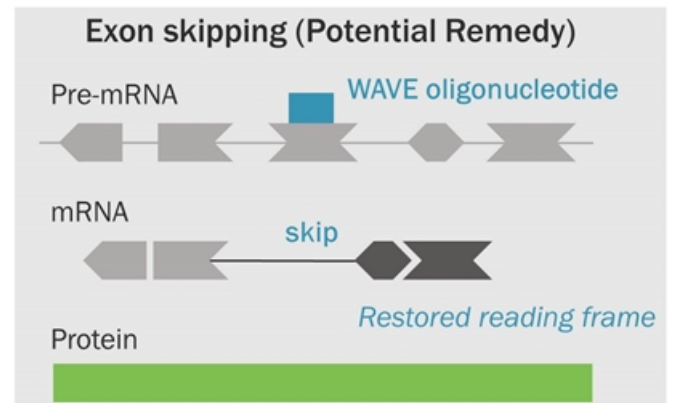 Exon skipping (Potential Remedy)
Pre-mRNA
WAVE oligonucleotide
mRNA
skip
Restored reading frame
Protein